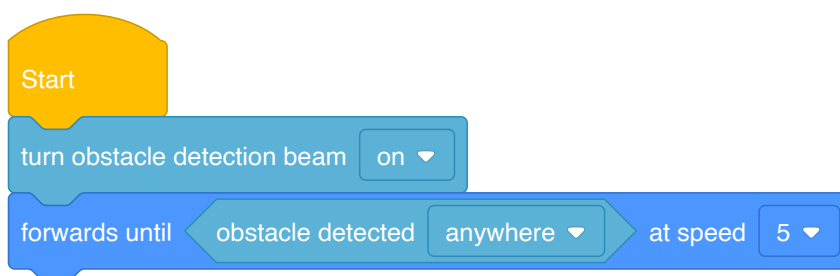 Start
turn obstacle detection beam on
forwards until obstacle detected anywhere at speed 5